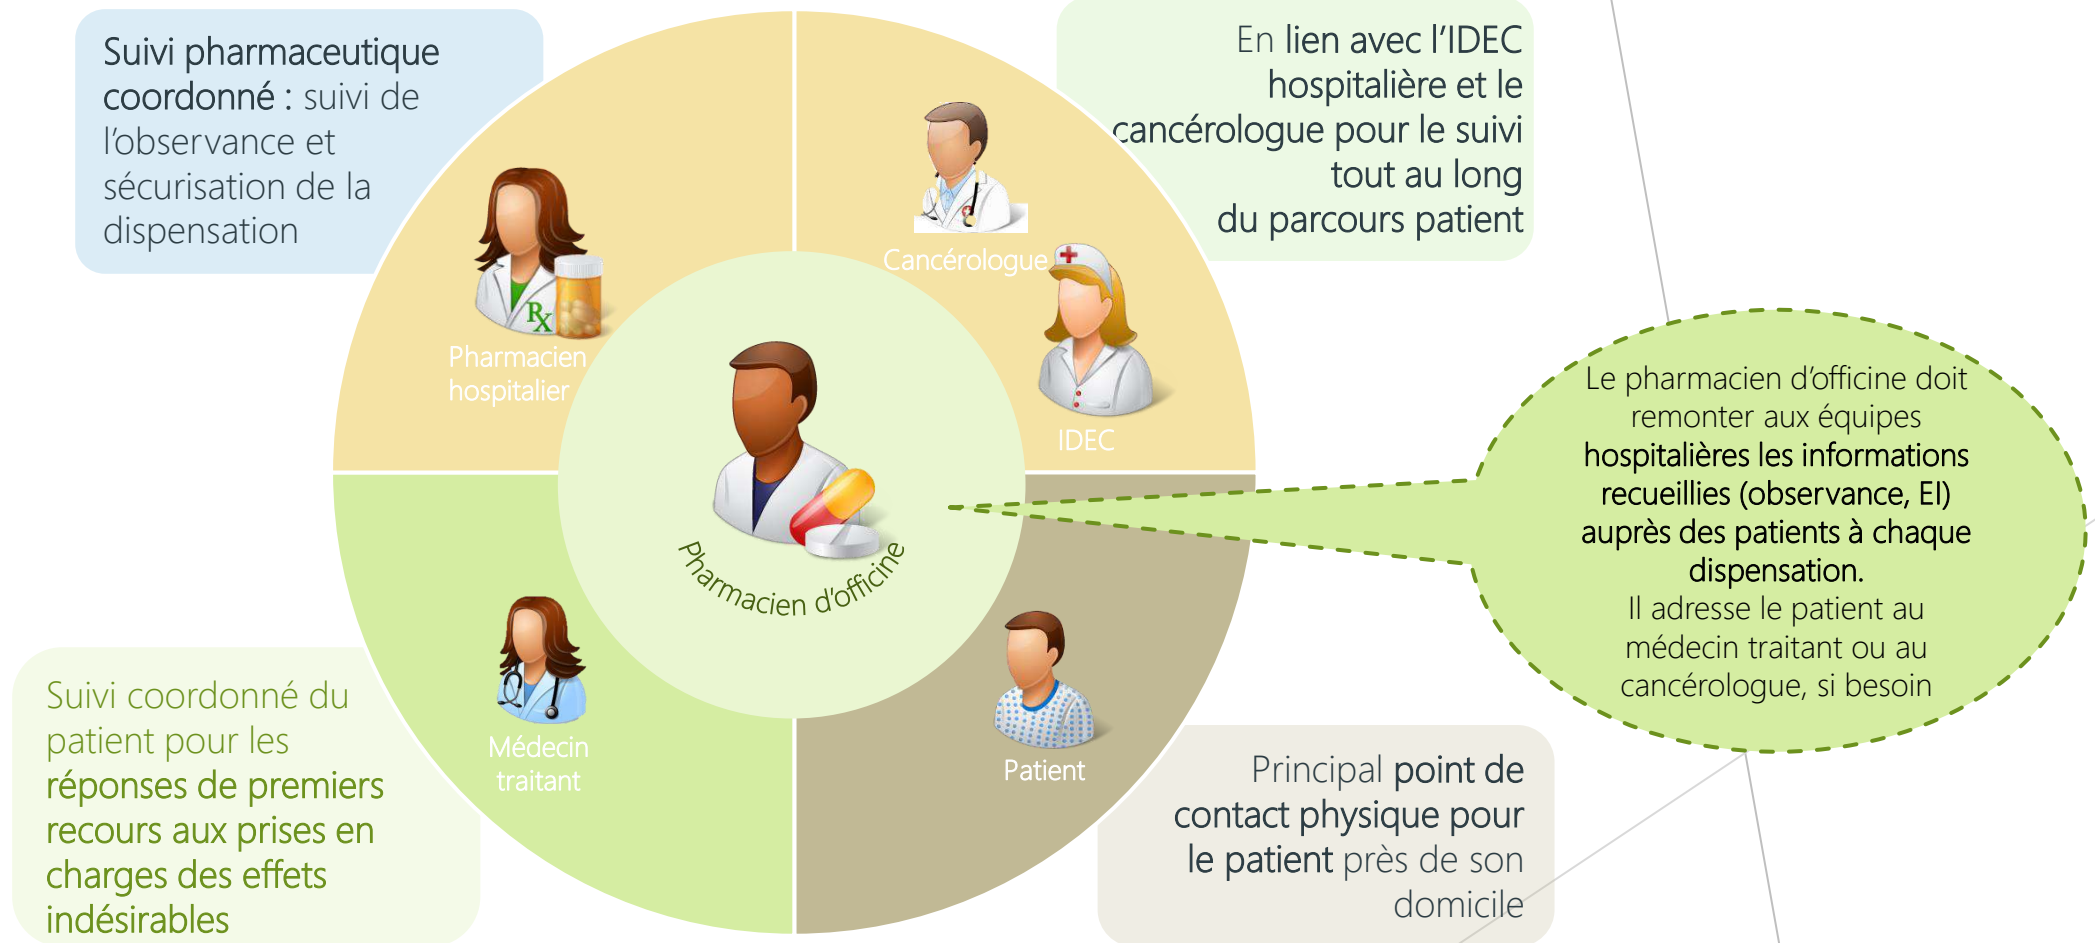 Suivi pharmaceutique
coordonné : suivi de
l’observance et
sécurisation de la
dispensation
En lien avec l’IDEC
hospitalière et le
cancérologue pour le suivi
tout au long
du parcours patient
Cancérologue
IDEC
Pharmacien
hospitalier
RX
Pharmacien d’officine
Le pharmacien d’officine doit
remonter aux équipes
hospitalières les informations
recueillies (observance, EI)
auprès des patients à chaque
dispensation.
Il adresse le patient au
médecin traitant ou au
cancérologue, si besoin
Médecin
traitant
Patient
Suivi coordonné du
patient pour les
réponses de premiers
recours aux prises en
charges des effets
indésirables
Principal point de
contact physique pour
le patient près de son
domicile